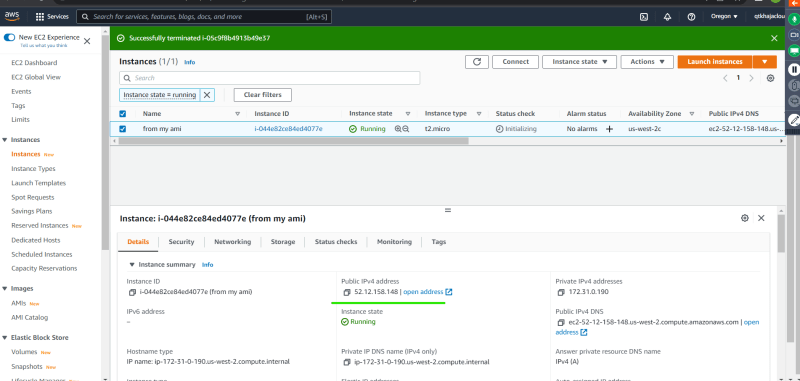 aws
Services
Search for services, features, blogs, docs, and more
[Alt+S]
Oregon
qtkhajaclou
New EC2 Experience
Tell us what you think
EC2 Dashboard
EC2 Global View
Events
Tags
Limits
Instances
Instances New
Instance Types
Launch Templates
Spot Requests
Savings Plans
Reserved Instances New
Dedicated Hosts
Scheduled Instances
Capacity Reservations
Images
AMIs New
AMI Catalog
Elastic Block Store
Volumes New
Snapshots New
Successfully terminated i-05c9f8b4913b49e37
Instances (1/1) Info
Connect
Instance state
Actions
Launch instances
Search
1
Instance state = running
Clear filters
Name
Instance ID
Instance state
Instance type
Status check
Alarm status
Availability Zone
Public IPv4 DNS
from my ami
i-044e82ce84ed4077e
Running
t2.micro
Initializing
No alarms +
us-west-2c
ec2-52-12-158-148.us-...
Instance: i-044e82ce84ed4077e (from my ami)
Details
Security
Networking
Storage
Status checks
Monitoring
Tags
Instance summary Info
Instance ID
i-044e82ce84ed4077e (from my ami)
Public IPv4 address
52.12.158.148 | open address
Private IPv4 addresses
172.31.0.190
IPv6 address
–
Instance state
Running
Public IPv4 DNS
ec2-52-12-158-148.us-west-2.compute.amazonaws.com | open
address
Hostname type
IP name: ip-172-31-0-190.us-west-2.compute.internal
Private IP DNS name (IPv4 only)
ip-172-31-0-190.us-west-2.compute.internal
Answer private resource DNS name
IPv4 (A)